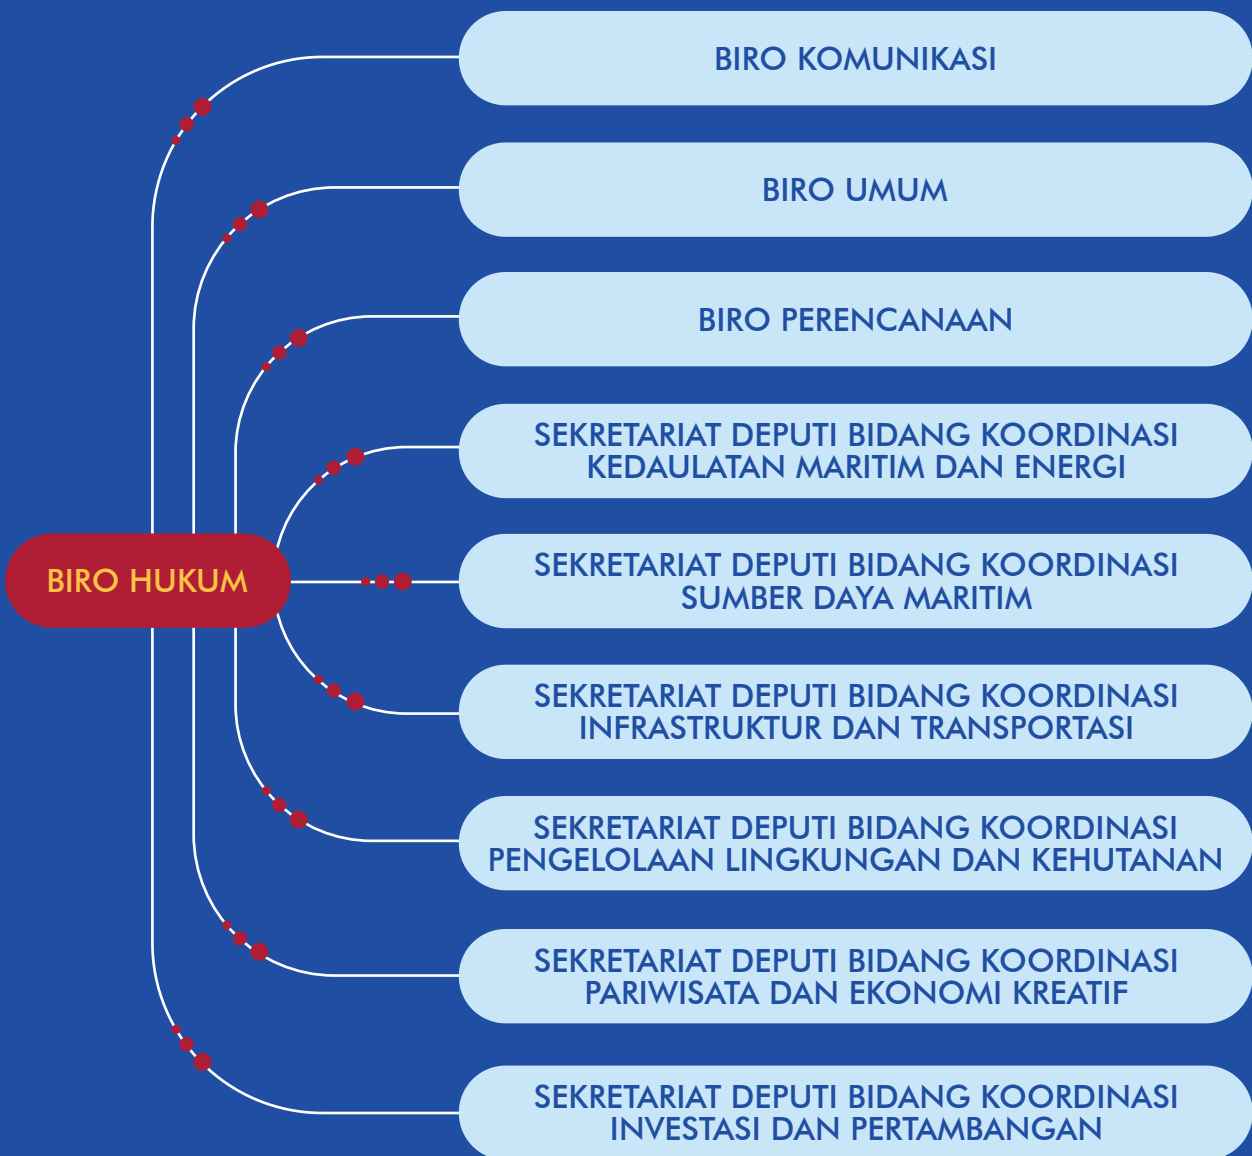 BIRO KOMUNIKASI
BIRO UMUM
BIRO PERENCANAAN
SEKRETARIAT DEPUTI BIDANG KOORDINASI
KEDAULATAN MARITIM DAN ENERGI
BIRO HUKUM
SEKRETARIAT DEPUTI BIDANG KOORDINASI
SUMBER DAYA MARITIM
SEKRETARIAT DEPUTI BIDANG KOORDINASI
INFRASTRUKTUR DAN TRANSPORTASI
SEKRETARIAT DEPUTI BIDANG KOORDINASI
PENGELOLAAN LINGKUNGAN DAN KEHUTANAN
SEKRETARIAT DEPUTI BIDANG KOORDINASI
PARIWISATA DAN EKONOMI KREATIF
SEKRETARIAT DEPUTI BIDANG KOORDINASI
INVESTASI DAN PERTAMBANGAN